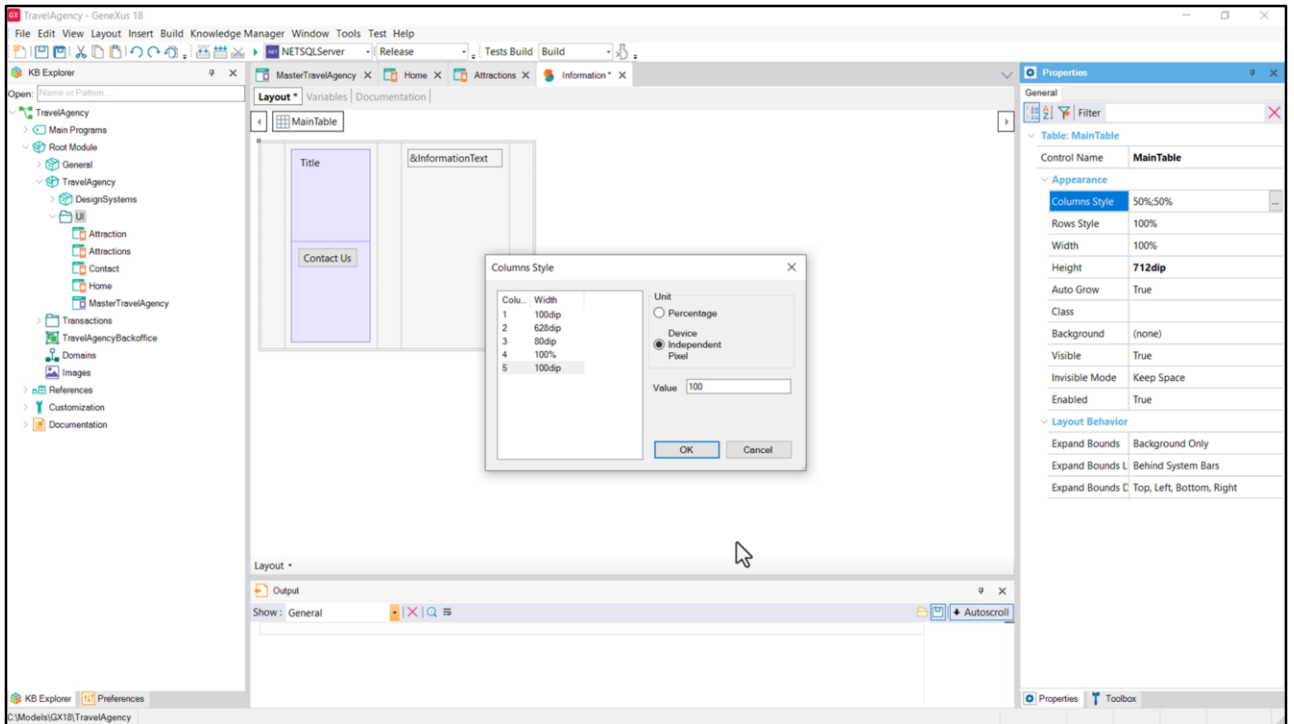 GX TravelAgency - GeneXus 18
File Edit View Layout Insert Build Knowledge Manager Window Tools Test Help
NETSQLServer Release Tests Build Build
KB Explorer
Open: Name or Pattern ...
TravelAgency
Main Programs
Root Module
General
TravelAgency
DesignSystems
UI
Attraction
Attractions
Contact
Home
MasterTravelAgency
Transactions
TravelAgencyBackoffice
Domains
Images
References
Customization
Documentation
KB Explorer Preferences
MasterTravelAgency X Home X Attractions X Information * X
Layout * Variables Documentation
MainTable
Title
&InformationText
Contact Us
Columns Style
Colu... Width
1 100dip
2 628dip
3 80dip
4 100%
5 100dip
Unit
Percentage
Device
Independent
Pixel
Value 100
OK Cancel
Layout
Output
Show: General
Autoscroll
Properties
General
Filter
Table: MainTable
Control Name MainTable
Appearance
Columns Style 50%;50% ...
Rows Style 100%
Width 100%
Height 712dip
Auto Grow True
Class
Background (none)
Visible True
Invisible Mode Keep Space
Enabled True
Layout Behavior
Expand Bounds Background Only
Expand Bounds L Behind System Bars
Expand Bounds D Top, Left, Bottom, Right
Properties Toolbox
C:\Models\GX18\TravelAgency